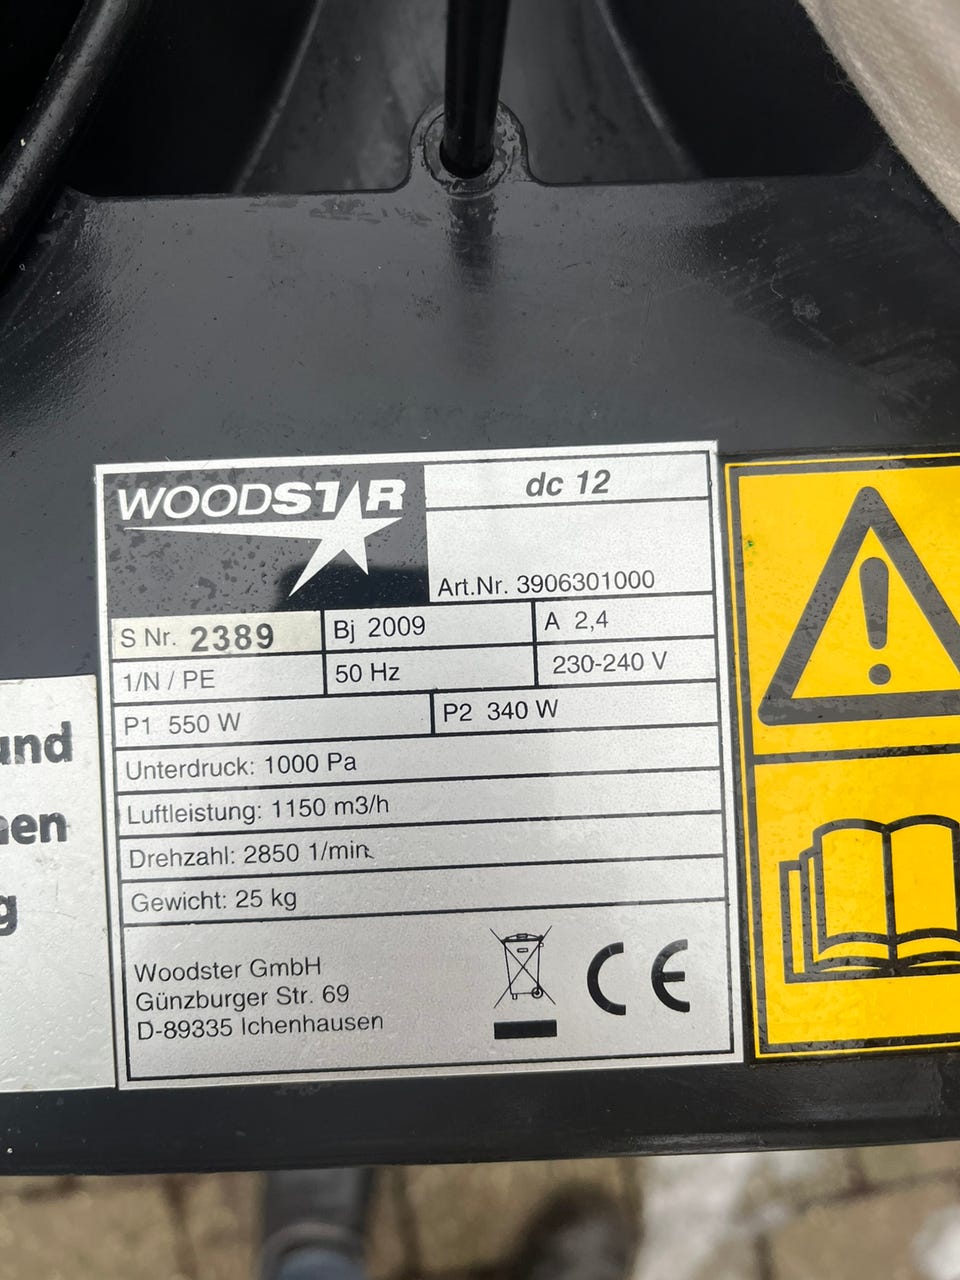 WOODSTAR
dc 12
Art.Nr. 3906301000
S Nr. 2389
Bj 2009
A 2,4
1/N / PE
50 Hz
230-240 V
P1 550 W
P2 340 W
Unterdruck: 1000 Pa
Luftleistung: 1150 m3/h
Drehzahl: 2850 1/min
Gewicht: 25 kg
Woodster GmbH
Günzburger Str. 69
D-89335 Ichenhausen
CE
und